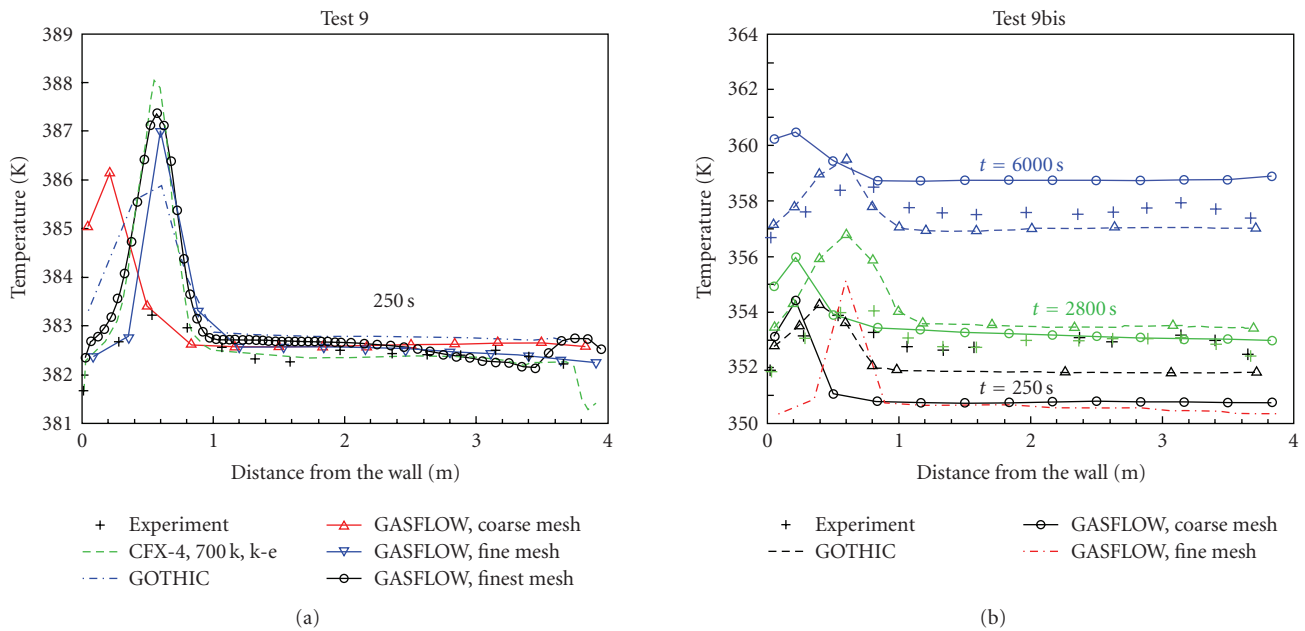 Test 9
389
388
387
386
385
384
383
382
381
Temperature (K)
250 s
0 1 2 3 4
Distance from the wall (m)
Experiment
CFX-4, 700 k, k-e
GOTHIC
GASFLOW, coarse mesh
GASFLOW, fine mesh
GASFLOW, finest mesh
(a)
Test 9bis
364
362
360
358
356
354
352
350
Temperature (K)
t = 6000 s
t = 2800 s
t = 250 s
0 1 2 3 4
Distance from the wall (m)
Experiment
GOTHIC
GASFLOW, coarse mesh
GASFLOW, fine mesh
(b)